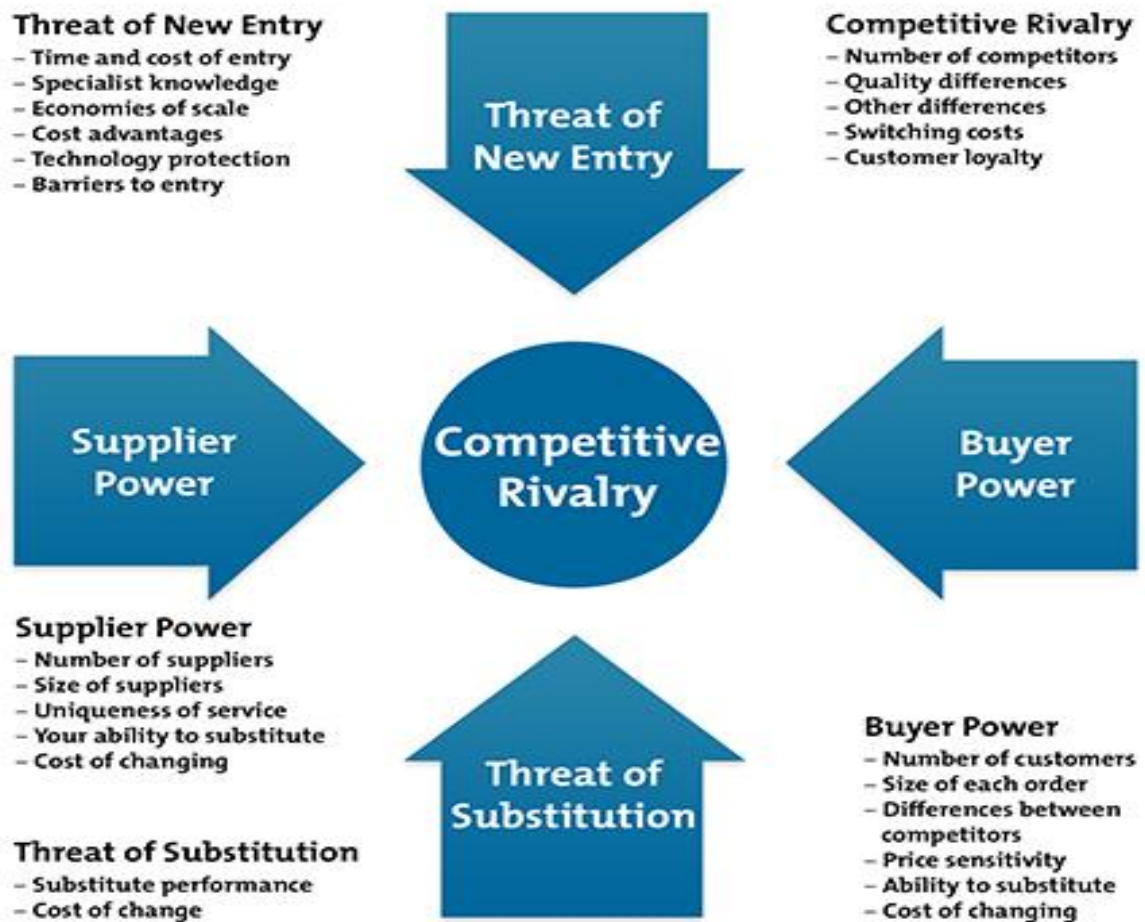 Threat of New Entry
– Time and cost of entry
– Specialist knowledge
– Economies of scale
– Cost advantages
– Technology protection
– Barriers to entry
Threat of
New Entry
Competitive Rivalry
– Number of competitors
– Quality differences
– Other differences
– Switching costs
– Customer loyalty
Supplier
Power
Competitive
Rivalry
Buyer
Power
Supplier Power
– Number of suppliers
– Size of suppliers
– Uniqueness of service
– Your ability to substitute
– Cost of changing
Threat of Substitution
– Substitute performance
– Cost of change
Threat of
Substitution
Buyer Power
– Number of customers
– Size of each order
– Differences between
competitors
– Price sensitivity
– Ability to substitute
– Cost of changing